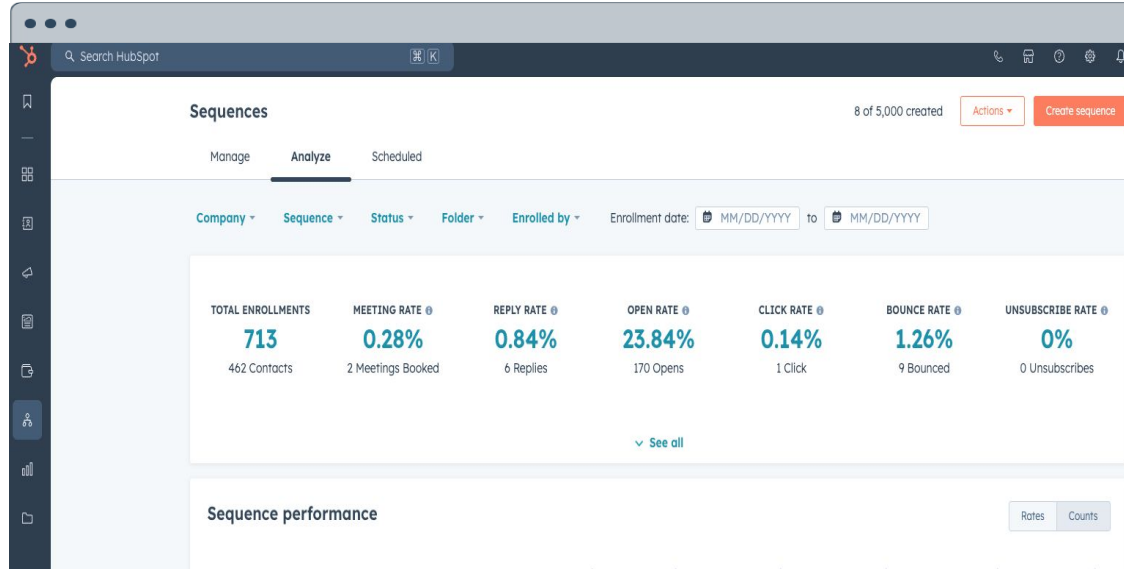 Search HubSpot ⌘ K
Sequences
8 of 5,000 created Actions Create sequence
Manage Analyze Scheduled
Company Sequence Status Folder Enrolled by Enrollment date: MM/DD/YYYY to MM/DD/YYYY
TOTAL ENROLLMENTS MEETING RATE REPLY RATE OPEN RATE CLICK RATE BOUNCE RATE UNSUBSCRIBE RATE
713 0.28% 0.84% 23.84% 0.14% 1.26% 0%
462 Contacts 2 Meetings Booked 6 Replies 170 Opens 1 Click 9 Bounced 0 Unsubscribes
See all
Sequence performance
Rates Counts